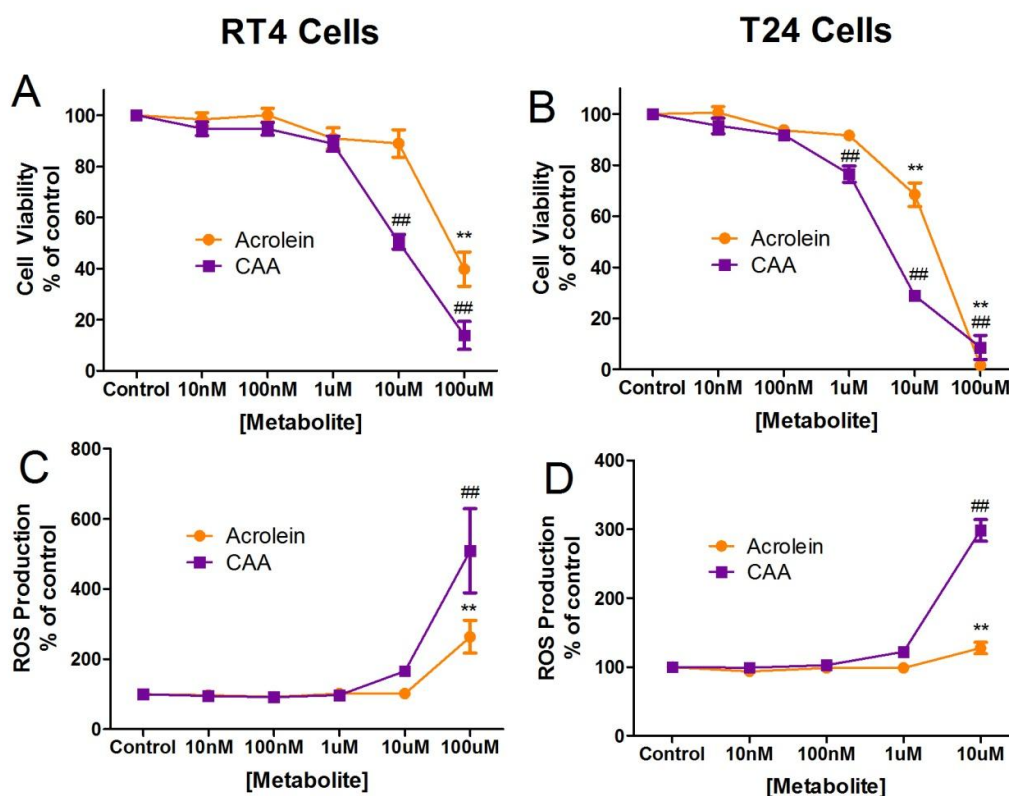 RT4 Cells
T24 Cells
A
Cell Viability
% of control
100
80
60
40
20
0
Acrolein
CAA
##
**
##
Control 10nM 100nM 1uM 10uM 100uM
[Metabolite]
B
Cell Viability
% of control
100
80
60
40
20
0
Acrolein
CAA
##
**
##
**
##
Control 10nM 100nM 1uM 10uM 100uM
[Metabolite]
C
ROS Production
% of control
800
600
400
200
0
Acrolein
CAA
##
**
Control 10nM 100nM 1uM 10uM 100uM
[Metabolite]
D
ROS Production
% of control
400
300
200
100
0
Acrolein
CAA
##
**
Control 10nM 100nM 1uM 10uM
[Metabolite]